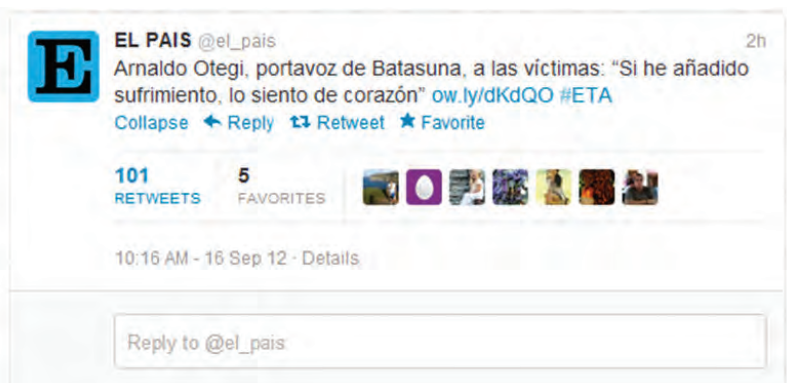 E
EL PAIS @el_pais 2h
Arnaldo Otegi, portavoz de Batasuna, a las víctimas: “Si he añadido
sufrimiento, lo siento de corazón” ow.ly/dKdQO #ETA
Collapse Reply Retweet Favorite
101 5
RETWEETS FAVORITES
10:16 AM - 16 Sep 12 · Details
Reply to @el_pais